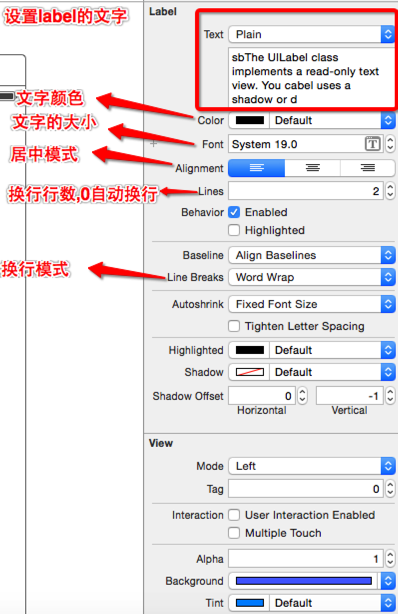 设置label的文字
Label
Text Plain
sbThe UILabel class
implements a read-only text
view. You cabel uses a
shadow or d
文字颜色
Color Default
文字的大小
Font System 19.0 T
居中模式
Alignment
换行行数,0自动换行
Lines 2
Behavior Enabled
Highlighted
Baseline Align Baselines
换行模式
Line Breaks Word Wrap
Autoshrink Fixed Font Size
Tighten Letter Spacing
Highlighted Default
Shadow Default
Shadow Offset 0 -1
Horizontal Vertical
View
Mode Left
Tag 0
Interaction User Interaction Enabled
Multiple Touch
Alpha 1
Background
Tint Default